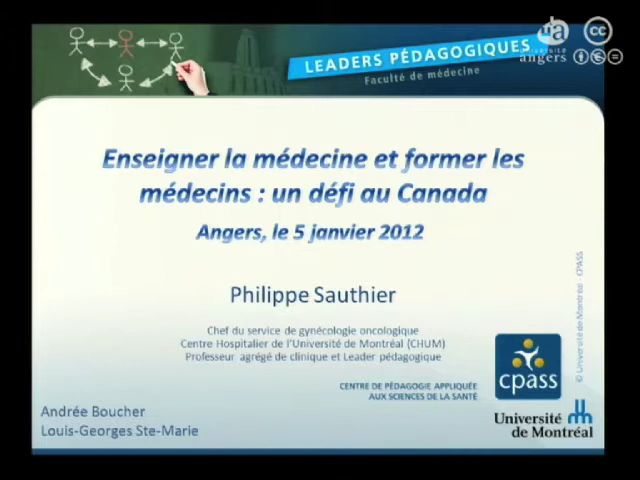 LEADERS PÉDAGOGIQUES
Faculté de médecine
ua
université
angers
cc
Enseigner la médecine et former les
médecins : un défi au Canada
Angers, le 5 janvier 2012
Philippe Sauthier
Chef du service de gynécologie oncologique
Centre Hospitalier de l'Université de Montréal (CHUM)
Professeur agrégé de clinique et Leader pédagogique
CENTRE DE PÉDAGOGIE APPLIQUÉE
AUX SCIENCES DE LA SANTÉ
cpass
Université
de Montréal
Andrée Boucher
Louis-Georges Ste-Marie
© Université de Montréal - CPASS